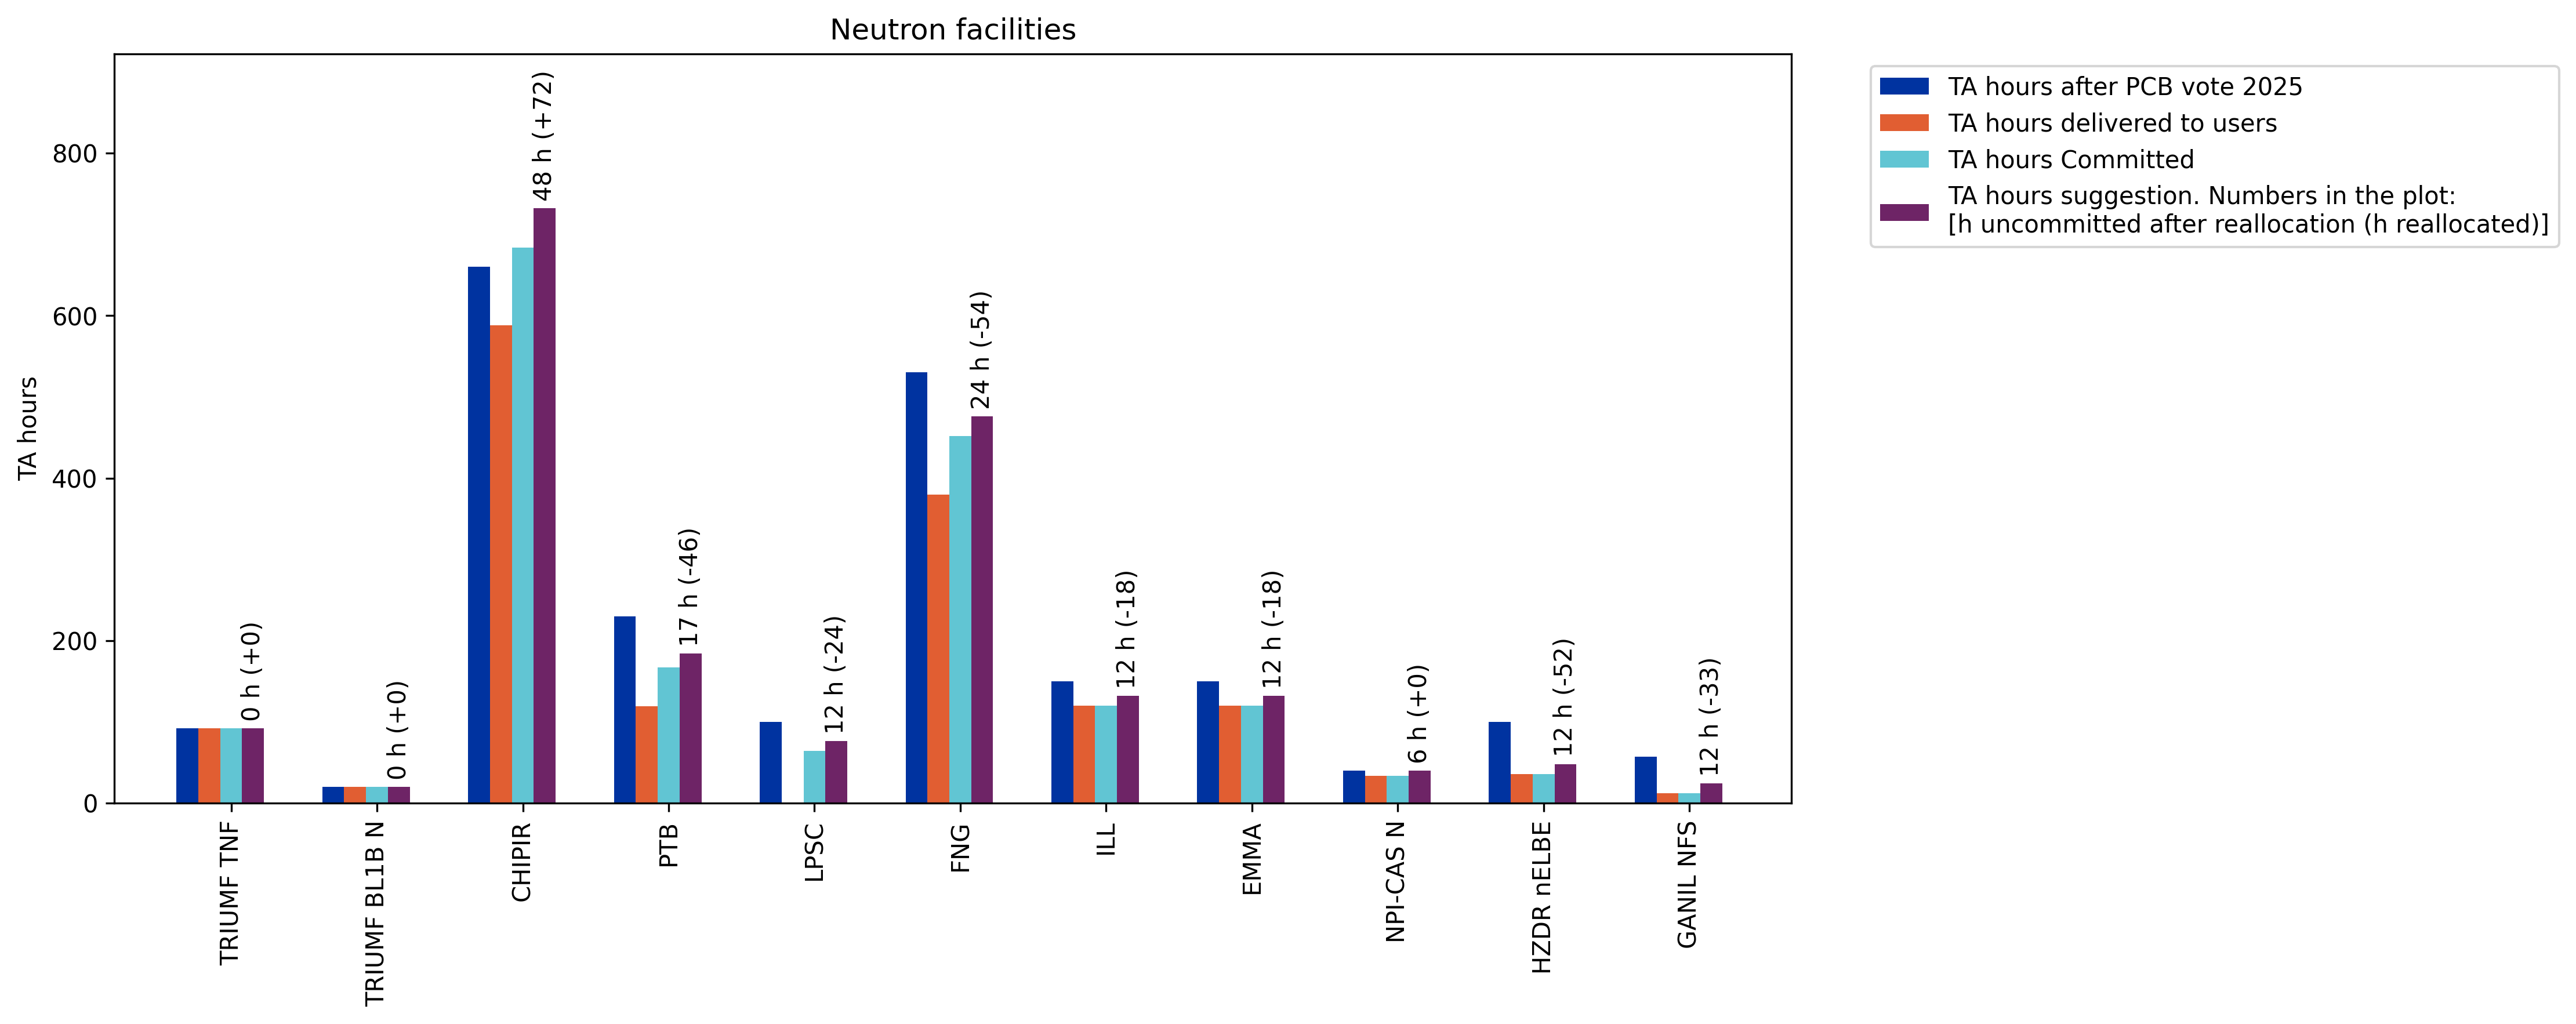 Neutron facilities
TA hours after PCB vote 2025
TA hours delivered to users
TA hours Committed
TA hours suggestion. Numbers in the plot:
[h uncommitted after reallocation (h reallocated)]
TA hours
800
600
400
200
0
0 h (+0)
0 h (+0)
48 h (+72)
17 h (-46)
12 h (-24)
24 h (-54)
12 h (-18)
12 h (-18)
6 h (+0)
12 h (-52)
12 h (-33)
TRIUMF TNF
TRIUMF BL1B N
CHIPIR
PTB
LPSC
FNG
ILL
EMMA
NPI-CAS N
HZDR nELBE
GANIL NFS